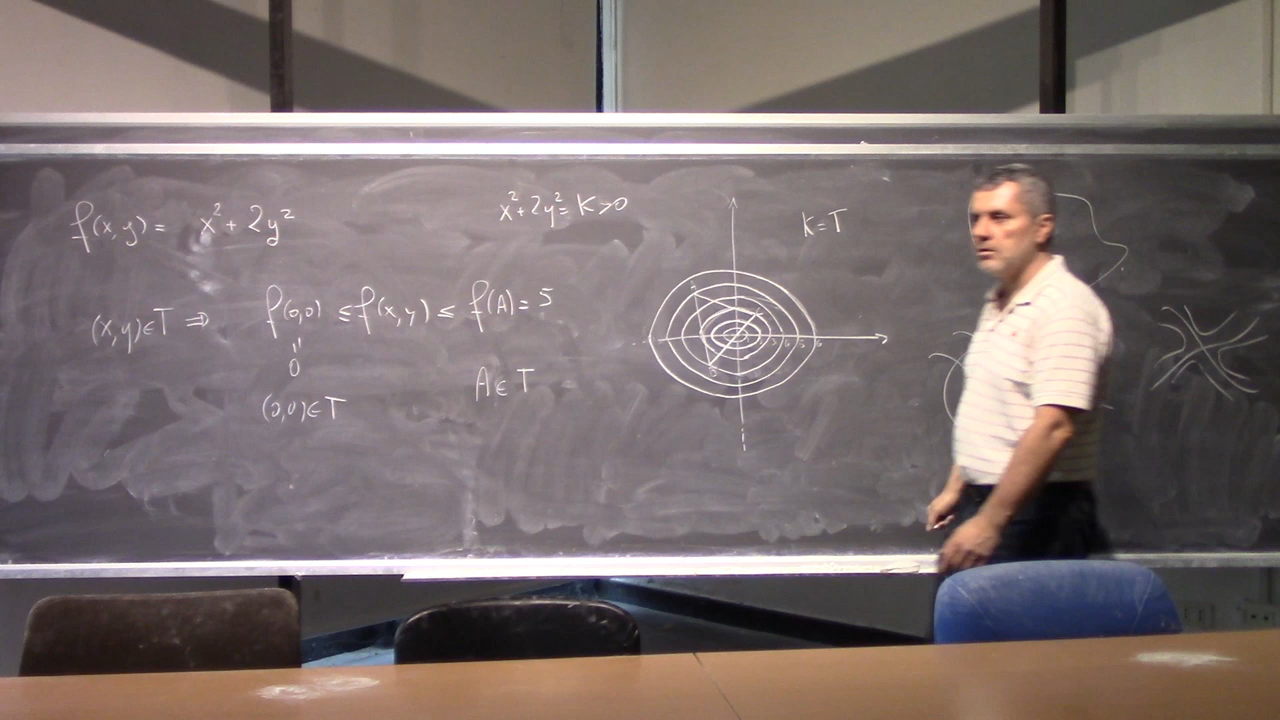 f(x,y) = x² + 2y²
x² + 2y² = K > 0
K = T
(x,y) ∈ T ⇒ f(0,0) ≤ f(x,y) ≤ f(A) = 5
"
0
(0,0) ∈ T
A ∈ T